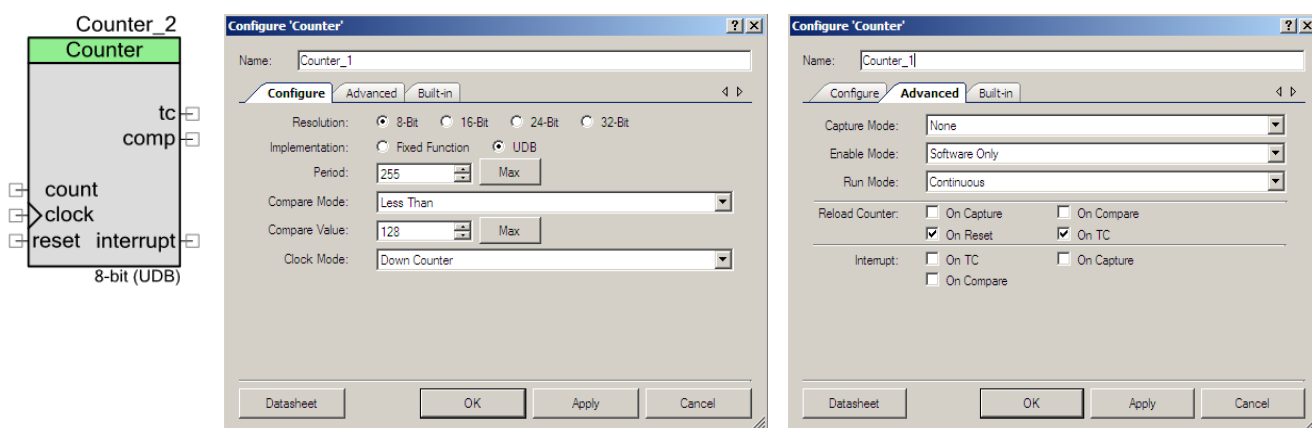 Counter_2
Counter
tc
comp
count
clock
reset interrupt
8-bit (UDB)
Configure 'Counter'
Name: Counter_1
Configure Advanced Built-in
Resolution: 8-Bit 16-Bit 24-Bit 32-Bit
Implementation: Fixed Function UDB
Period: 255 Max
Compare Mode: Less Than
Compare Value: 128 Max
Clock Mode: Down Counter
Datasheet OK Apply Cancel
Configure 'Counter'
Name: Counter_1
Configure Advanced Built-in
Capture Mode: None
Enable Mode: Software Only
Run Mode: Continuous
Reload Counter: On Capture On Compare
On Reset On TC
Interrupt: On TC On Capture
On Compare
Datasheet OK Apply Cancel